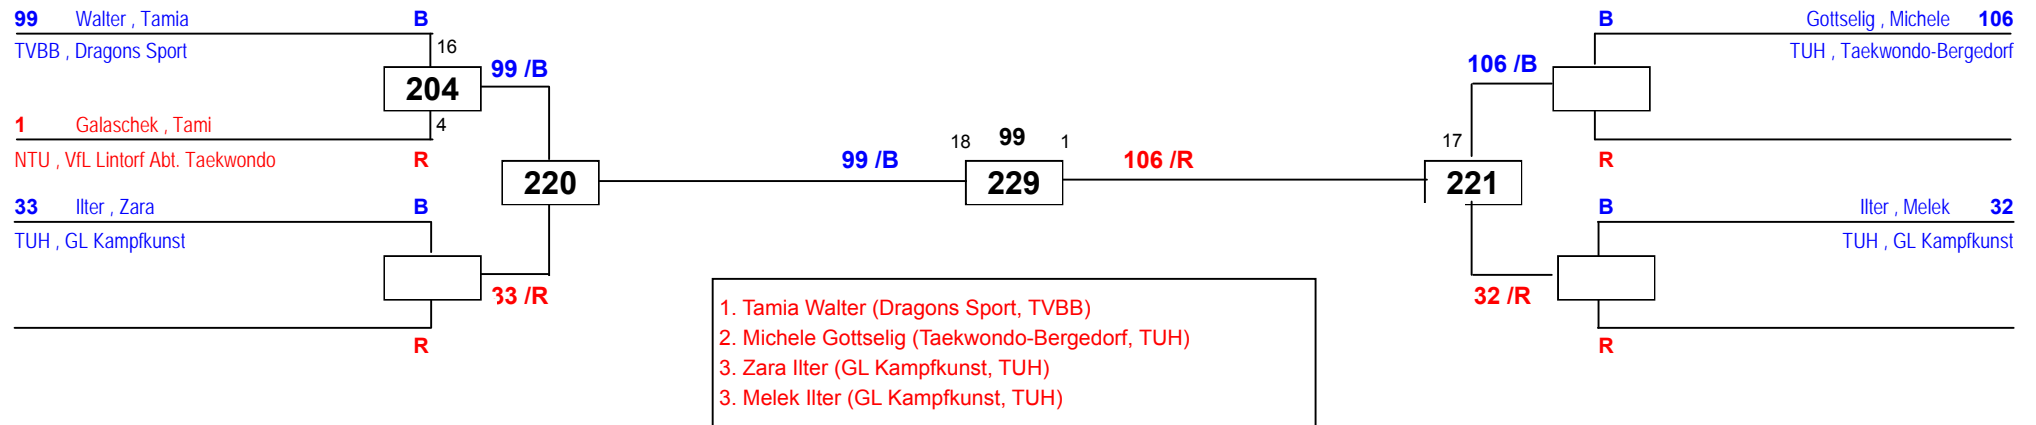 99 Walter , Tamia B
TVBB , Dragons Sport
16
204
99 /B
4
1 Galaschek , Tami
NTU , VfL Lintorf Abt. Taekwondo R
220
33 Ilter , Zara B
TUH , GL Kampfkunst
33 /R
R
99 /B
18 99 1
229
106 /R
B Gottselig , Michele 106
TUH , Taekwondo-Bergedorf
106 /B
17
R
221
B Ilter , Melek 32
TUH , GL Kampfkunst
32 /R
R
1. Tamia Walter (Dragons Sport, TVBB)
2. Michele Gottselig (Taekwondo-Bergedorf, TUH)
3. Zara Ilter (GL Kampfkunst, TUH)
3. Melek Ilter (GL Kampfkunst, TUH)